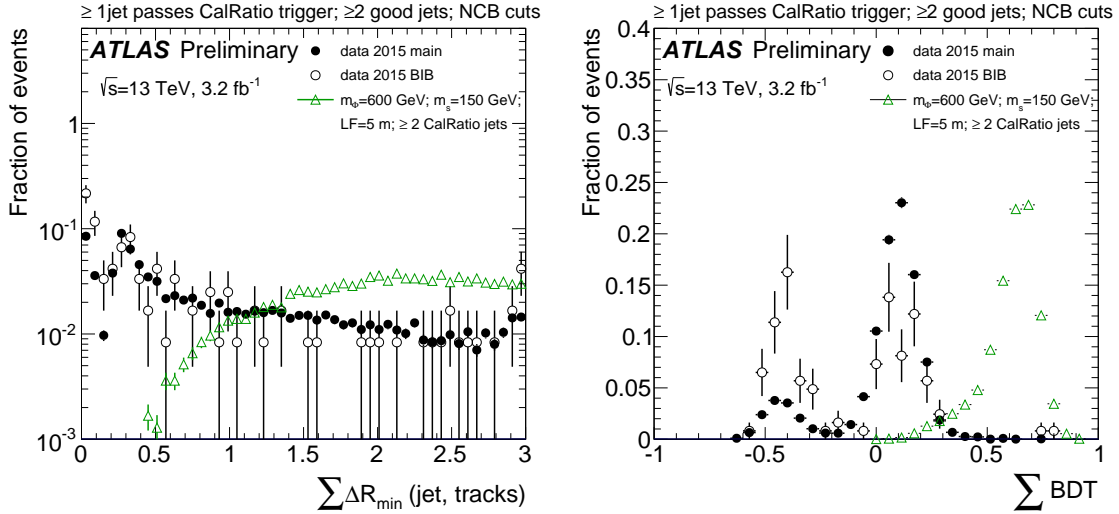 ≥ 1jet passes CalRatio trigger; ≥2 good jets; NCB cuts
ATLAS Preliminary
√s=13 TeV, 3.2 fb⁻¹
data 2015 main
data 2015 BIB
m_Φ=600 GeV; m_s=150 GeV;
LF=5 m; ≥ 2 CalRatio jets
Fraction of events
1
10⁻¹
10⁻²
10⁻³
0 0.5 1 1.5 2 2.5 3
∑ ΔR_min (jet, tracks)
≥ 1jet passes CalRatio trigger; ≥2 good jets; NCB cuts
ATLAS Preliminary
√s=13 TeV, 3.2 fb⁻¹
data 2015 main
data 2015 BIB
m_Φ=600 GeV; m_s=150 GeV;
LF=5 m; ≥ 2 CalRatio jets
Fraction of events
0.4
0.35
0.3
0.25
0.2
0.15
0.1
0.05
0
-1 -0.5 0 0.5 1
∑ BDT